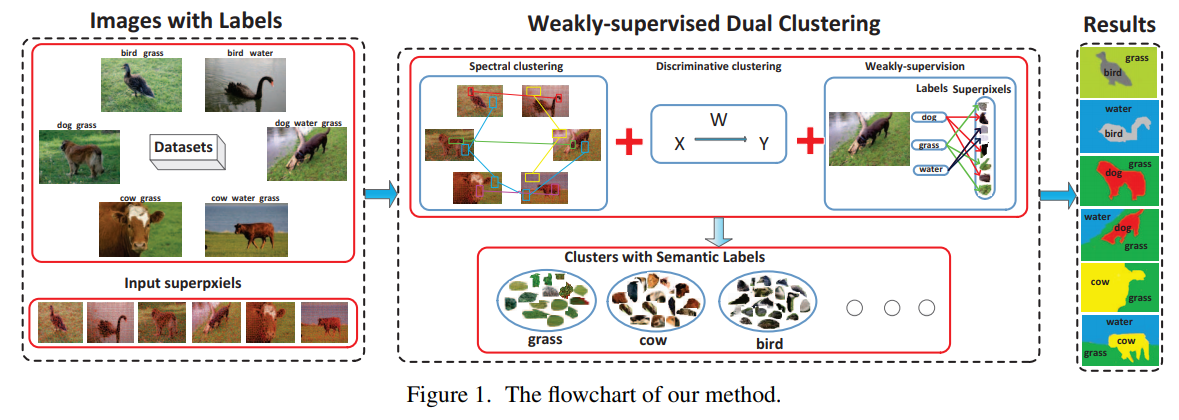 Images with Labels
bird grass
bird water
dog grass
Datasets
dog water grass
cow grass
cow water grass
Input superpxiels
Weakly-supervised Dual Clustering
Spectral clustering
Discriminative clustering
Weakly-supervision
W
X
Y
Labels
Superpixels
dog
grass
water
Clusters with Semantic Labels
grass
cow
bird
Results
grass
bird
water
bird
grass
dog
water
dog
grass
cow
grass
water
cow
grass
Figure 1. The flowchart of our method.